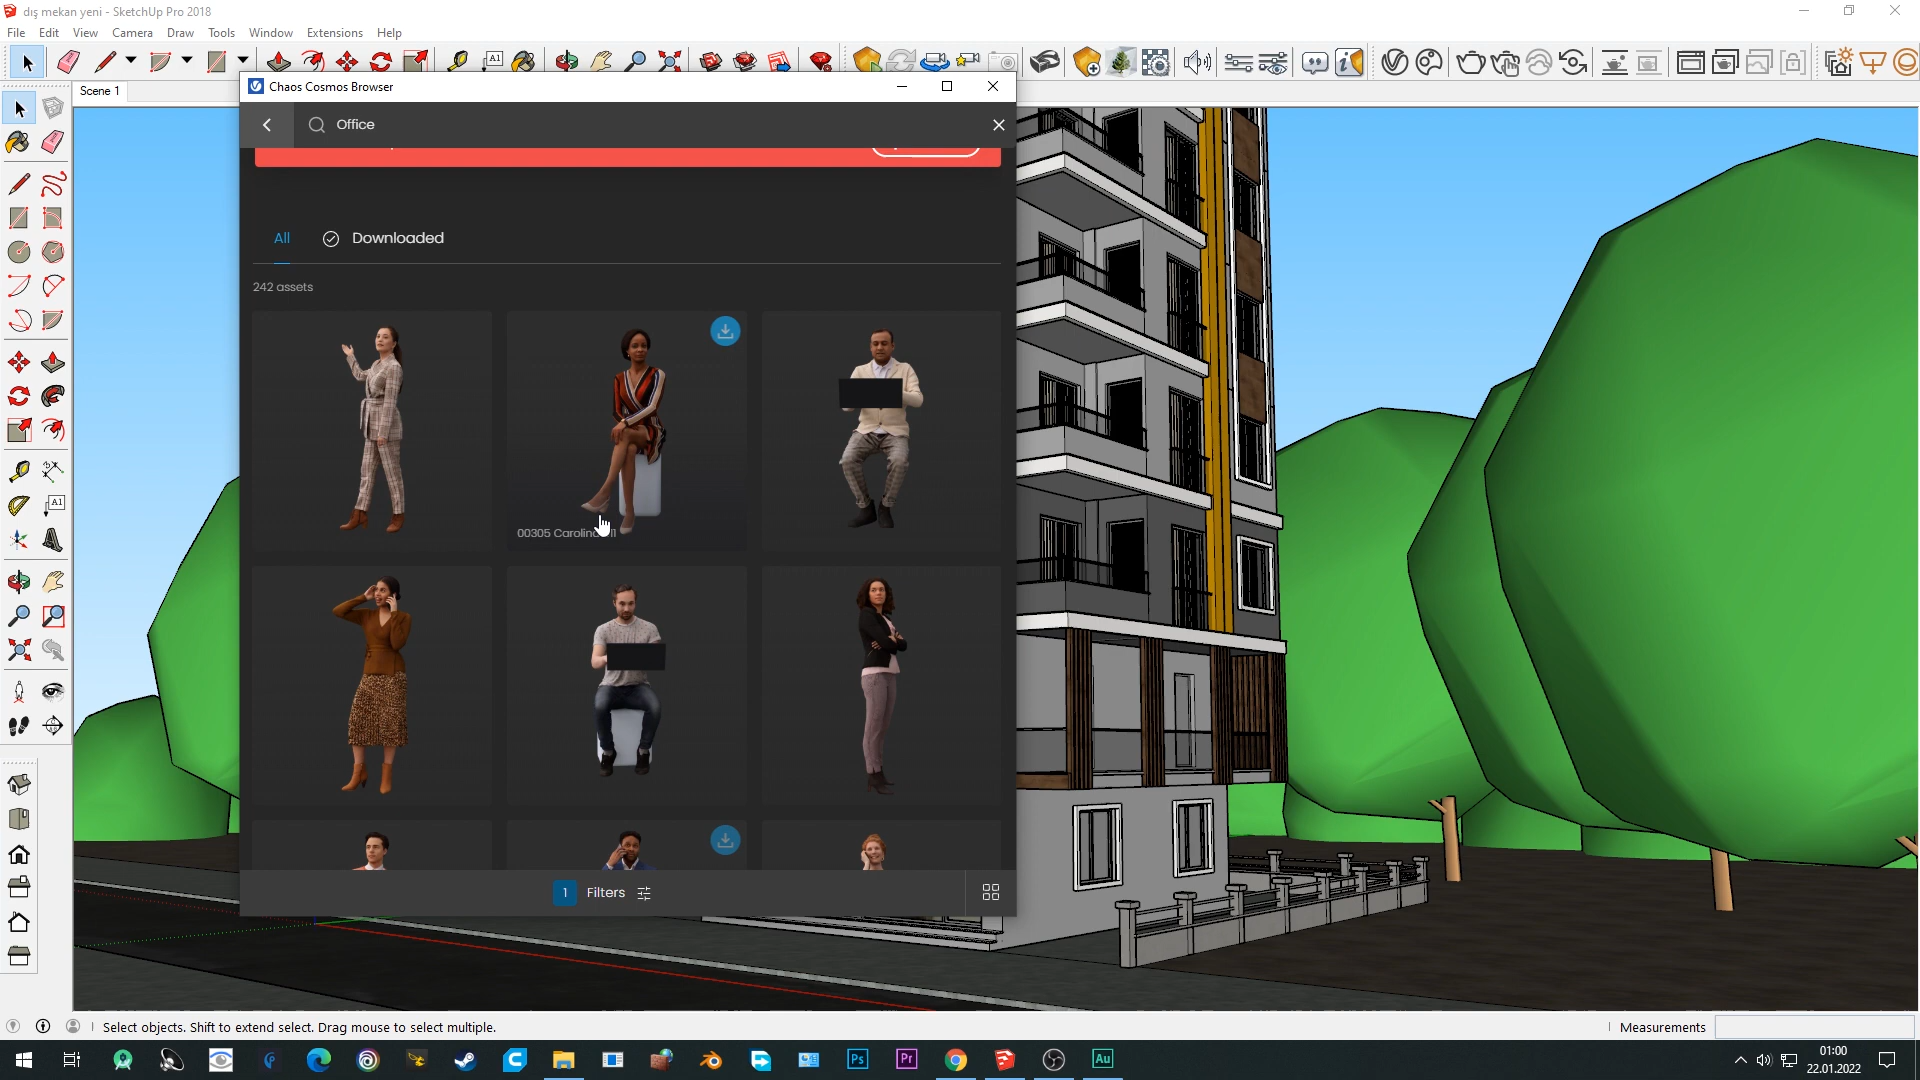 dış mekan yeni - SketchUp Pro 2018
File Edit View Camera Draw Tools Window Extensions Help
Scene 1
Chaos Cosmos Browser
Office
All Downloaded
242 assets
1 Filters
Select objects. Shift to extend select. Drag mouse to select multiple.
Measurements
Ps Pr Au
01:00
22.01.2022